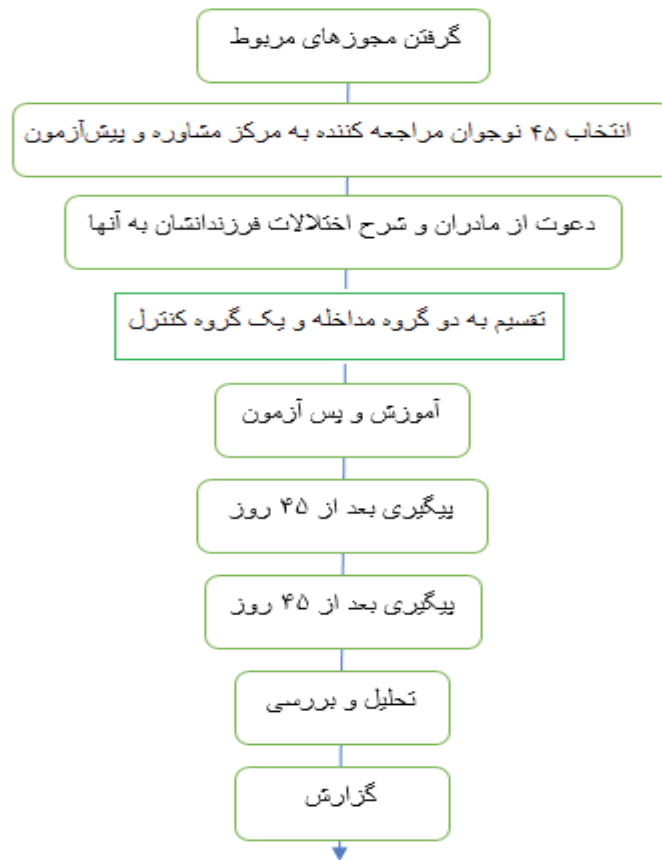 گرفتن مجوزهای مربوط
انتخاب ۴۵ نوجوان مراجعه کننده به مرکز مشاوره و پیش‌آزمون
دعوت از مادران و شرح اختلالات فرزندانشان به آنها
تقسیم به دو گروه مداخله و یک گروه کنترل
آموزش و پس آزمون
پیگیری بعد از ۴۵ روز
پیگیری بعد از ۴۵ روز
تحلیل و بررسی
گزارش